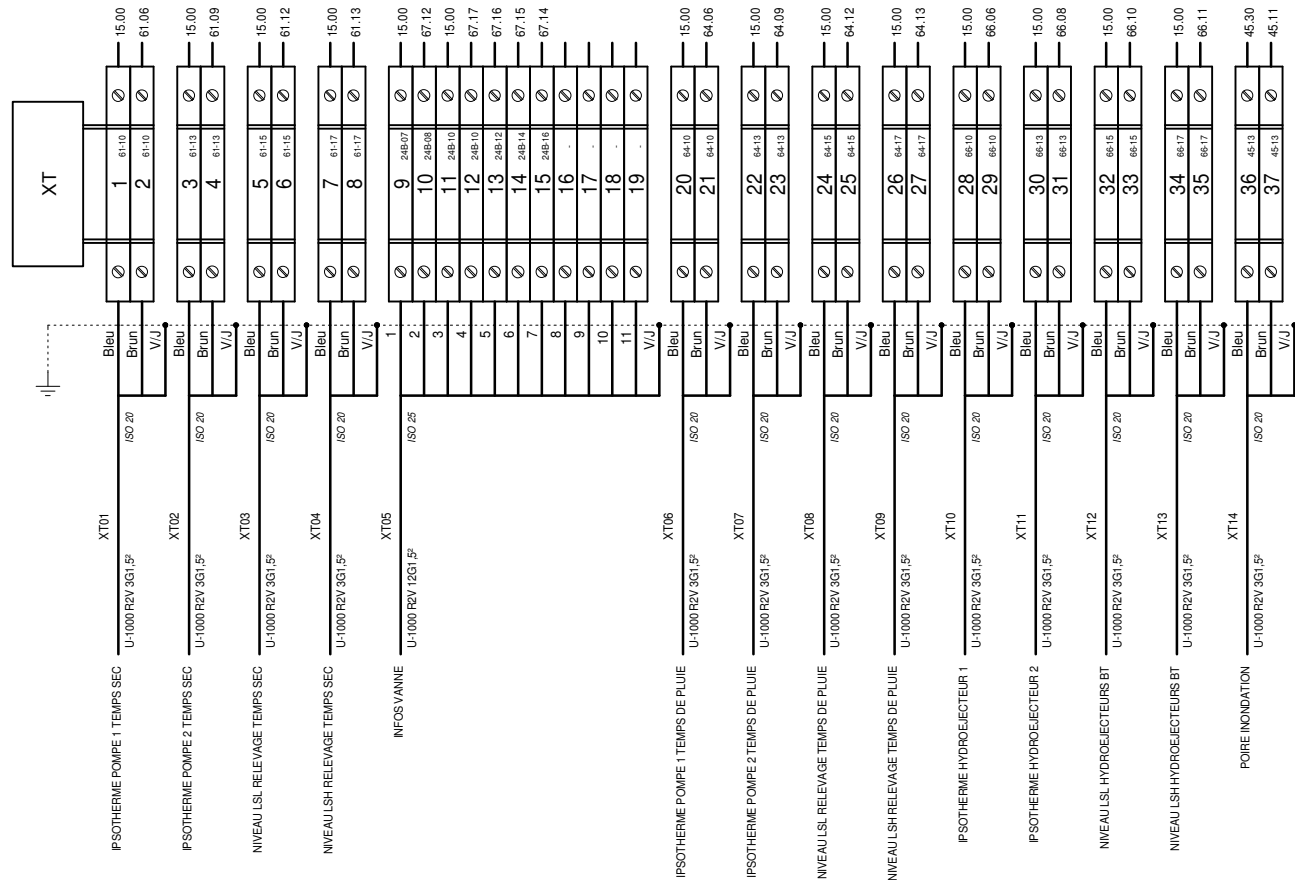 XT
15.00
61.06
15.00
61.09
15.00
61.12
15.00
61.13
15.00
67.12
15.00
67.17
67.16
67.15
67.14
15.00
64.06
15.00
64.09
15.00
64.12
15.00
64.13
15.00
66.06
15.00
66.08
15.00
66.10
15.00
66.11
45.30
45.11
1 61-10
2 61-10
3 61-13
4 61-13
5 61-15
6 61-15
7 61-17
8 61-17
9 24B-07
10 24B-08
11 24B-10
12 24B-10
13 24B-12
14 24B-14
15 24B-16
16 -
17 -
18 -
19 -
20 64-10
21 64-10
22 64-13
23 64-13
24 64-15
25 64-15
26 64-17
27 64-17
28 66-10
29 66-10
30 66-13
31 66-13
32 66-15
33 66-15
34 66-17
35 66-17
36 45-13
37 45-13
Bleu
Brun
V/J
Bleu
Brun
V/J
Bleu
Brun
V/J
Bleu
Brun
V/J
1
2
3
4
5
6
7
8
9
10
11
V/J
Bleu
Brun
V/J
Bleu
Brun
V/J
Bleu
Brun
V/J
Bleu
Brun
V/J
Bleu
Brun
V/J
Bleu
Brun
V/J
Bleu
Brun
V/J
Bleu
Brun
V/J
Bleu
Brun
V/J
ISO 20
ISO 20
ISO 20
ISO 20
ISO 25
ISO 20
ISO 20
ISO 20
ISO 20
ISO 20
ISO 20
ISO 20
ISO 20
ISO 20
XT01
U-1000 R2V 3G1,5²
XT02
U-1000 R2V 3G1,5²
XT03
U-1000 R2V 3G1,5²
XT04
U-1000 R2V 3G1,5²
XT05
U-1000 R2V 12G1,5²
XT06
U-1000 R2V 3G1,5²
XT07
U-1000 R2V 3G1,5²
XT08
U-1000 R2V 3G1,5²
XT09
U-1000 R2V 3G1,5²
XT10
U-1000 R2V 3G1,5²
XT11
U-1000 R2V 3G1,5²
XT12
U-1000 R2V 3G1,5²
XT13
U-1000 R2V 3G1,5²
XT14
U-1000 R2V 3G1,5²
IPSOTHERME POMPE 1 TEMPS SEC
IPSOTHERME POMPE 2 TEMPS SEC
NIVEAU LSL RELEVAGE TEMPS SEC
NIVEAU LSH RELEVAGE TEMPS SEC
INFOS VANNE
IPSOTHERME POMPE 1 TEMPS DE PLUIE
IPSOTHERME POMPE 2 TEMPS DE PLUIE
NIVEAU LSL RELEVAGE TEMPS DE PLUIE
NIVEAU LSH RELEVAGE TEMPS DE PLUIE
IPSOTHERME HYDROEJECTEUR 1
IPSOTHERME HYDROEJECTEUR 2
NIVEAU LSL HYDROEJECTEURS BT
NIVEAU LSH HYDROEJECTEURS BT
POIRE INONDATION